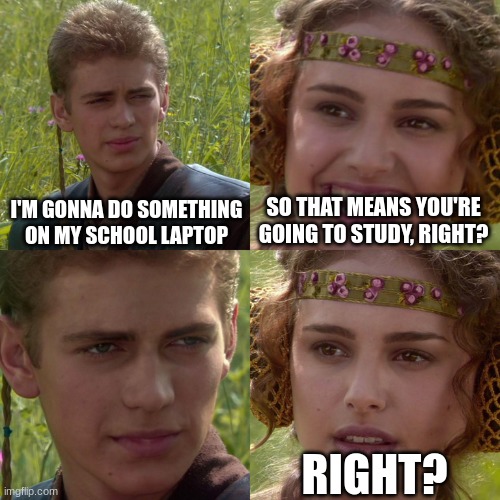 I'M GONNA DO SOMETHING
ON MY SCHOOL LAPTOP
SO THAT MEANS YOU'RE
GOING TO STUDY, RIGHT?
RIGHT?
imgflip.com